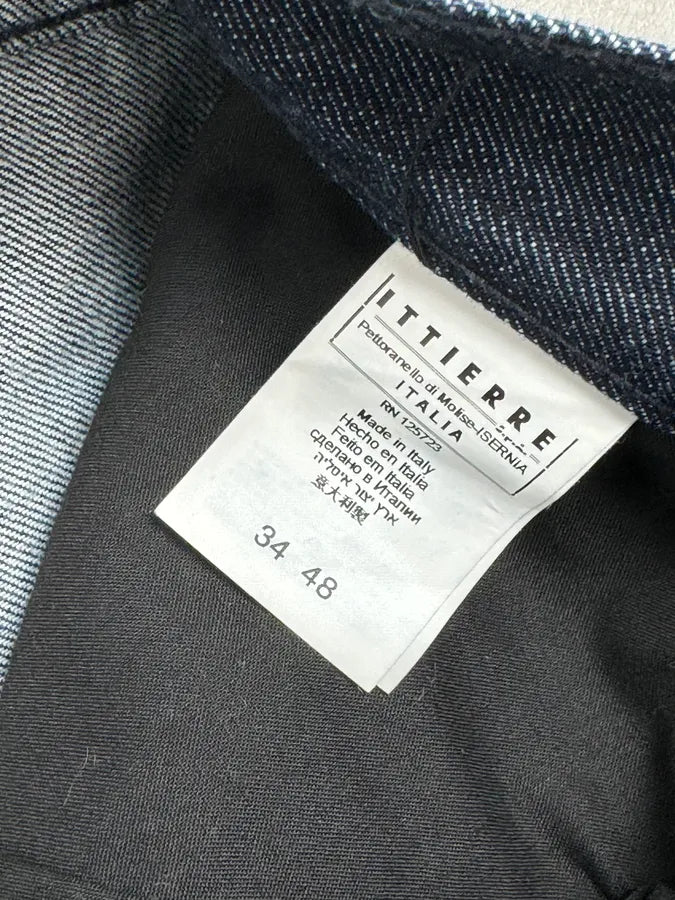 ITTIERRE
Pettoranello di Molise-ISERNIA
ITALIA
RN 125723
Made in Italy
Hecho en Italia
Feito em Italia
сделано в Италии
ארץ יצור איטליה
意大利製
34 48